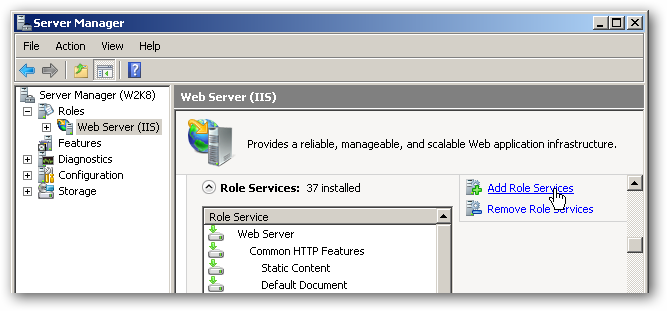 Server Manager
File Action View Help
Server Manager (W2K8)
Roles
Web Server (IIS)
Features
Diagnostics
Configuration
Storage
Web Server (IIS)
Provides a reliable, manageable, and scalable Web application infrastructure.
Role Services: 37 installed
Add Role Services
Remove Role Services
Role Service
Web Server
Common HTTP Features
Static Content
Default Document